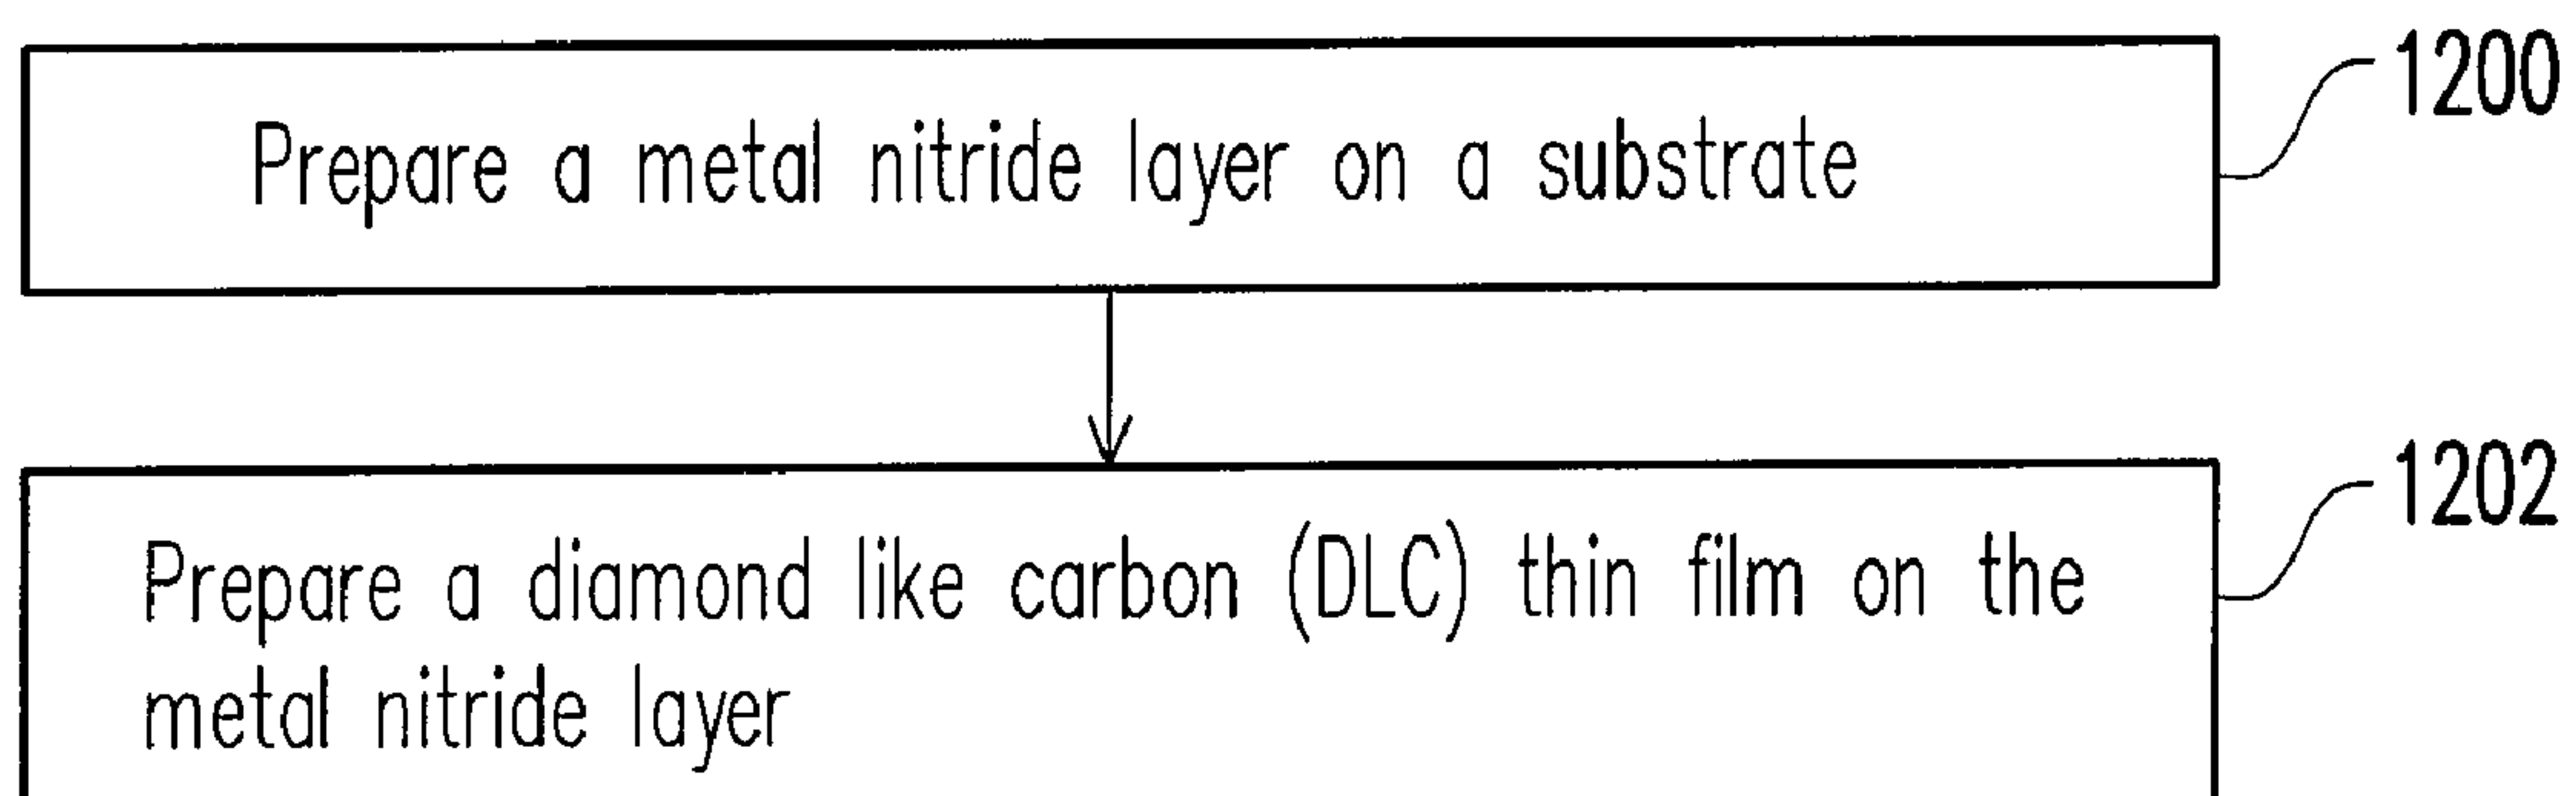 Prepare a metal nitride layer on a substrate
1200
Prepare a diamond like carbon (DLC) thin film on the
metal nitride layer
1202